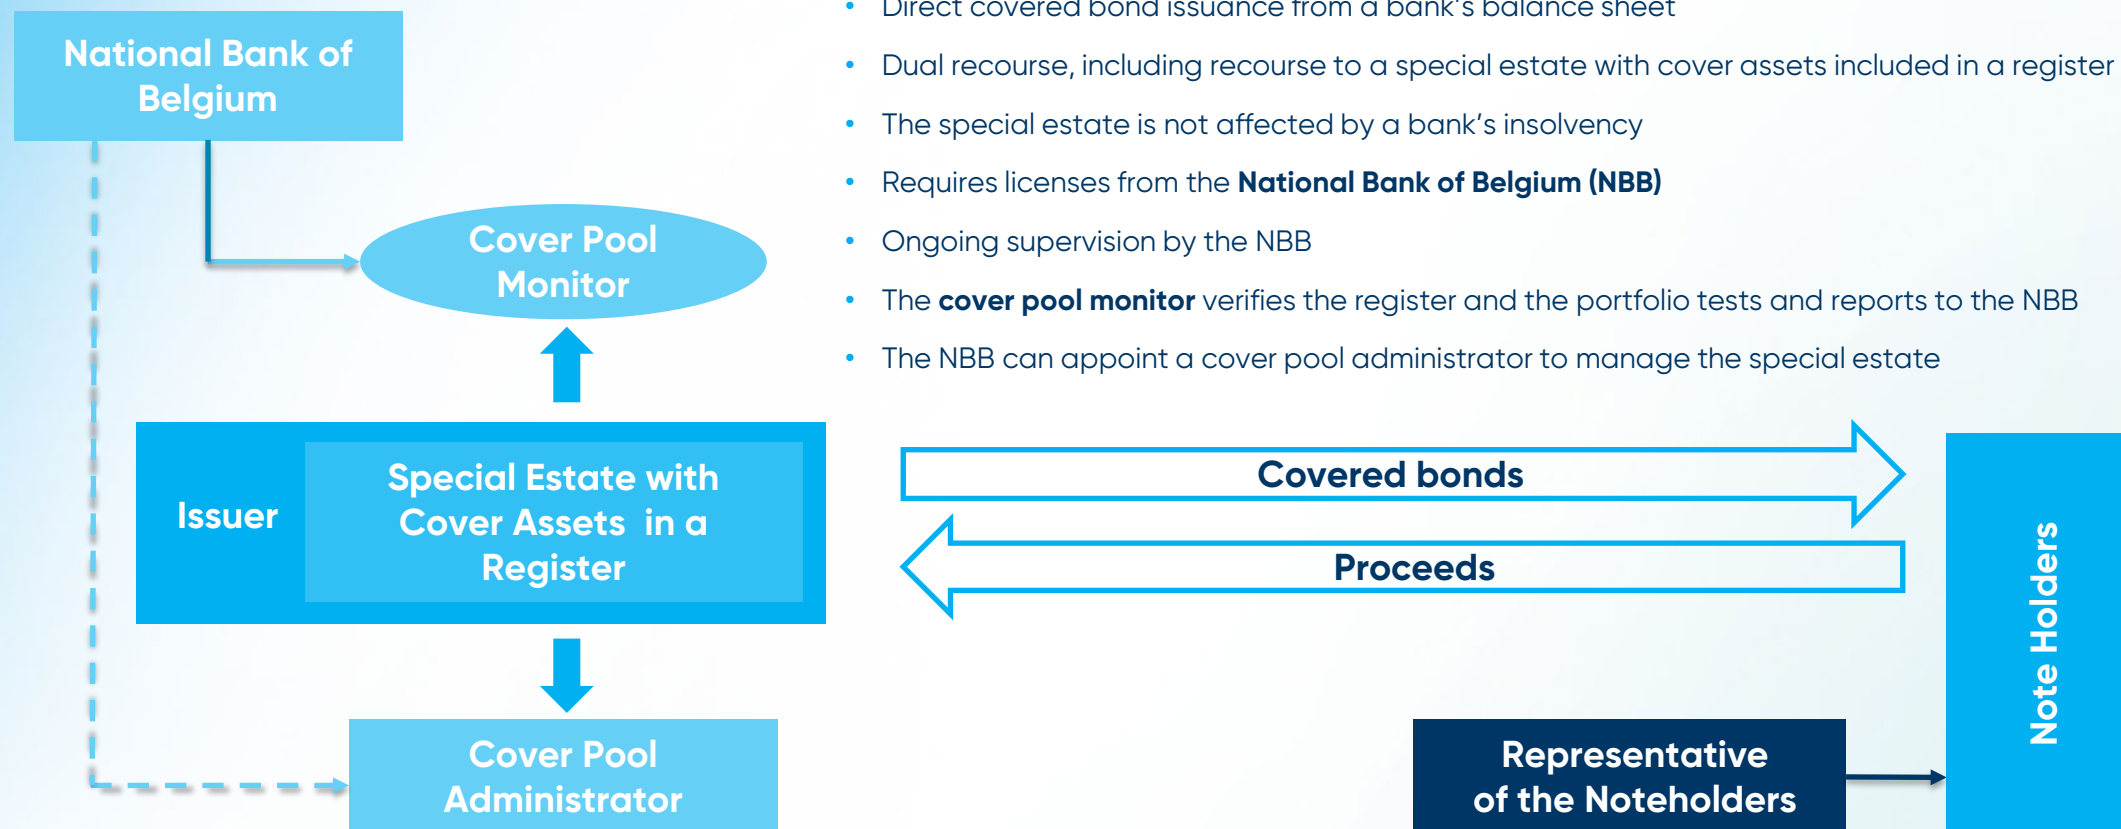 National Bank of
Belgium
• Direct covered bond issuance from a bank's balance sheet
• Dual recourse, including recourse to a special estate with cover assets included in a register
• The special estate is not affected by a bank's insolvency
• Requires licenses from the National Bank of Belgium (NBB)
• Ongoing supervision by the NBB
• The cover pool monitor verifies the register and the portfolio tests and reports to the NBB
• The NBB can appoint a cover pool administrator to manage the special estate
Cover Pool
Monitor
Issuer
Special Estate with
Cover Assets in a
Register
Covered bonds
Proceeds
Note Holders
Cover Pool
Administrator
Representative
of the Noteholders